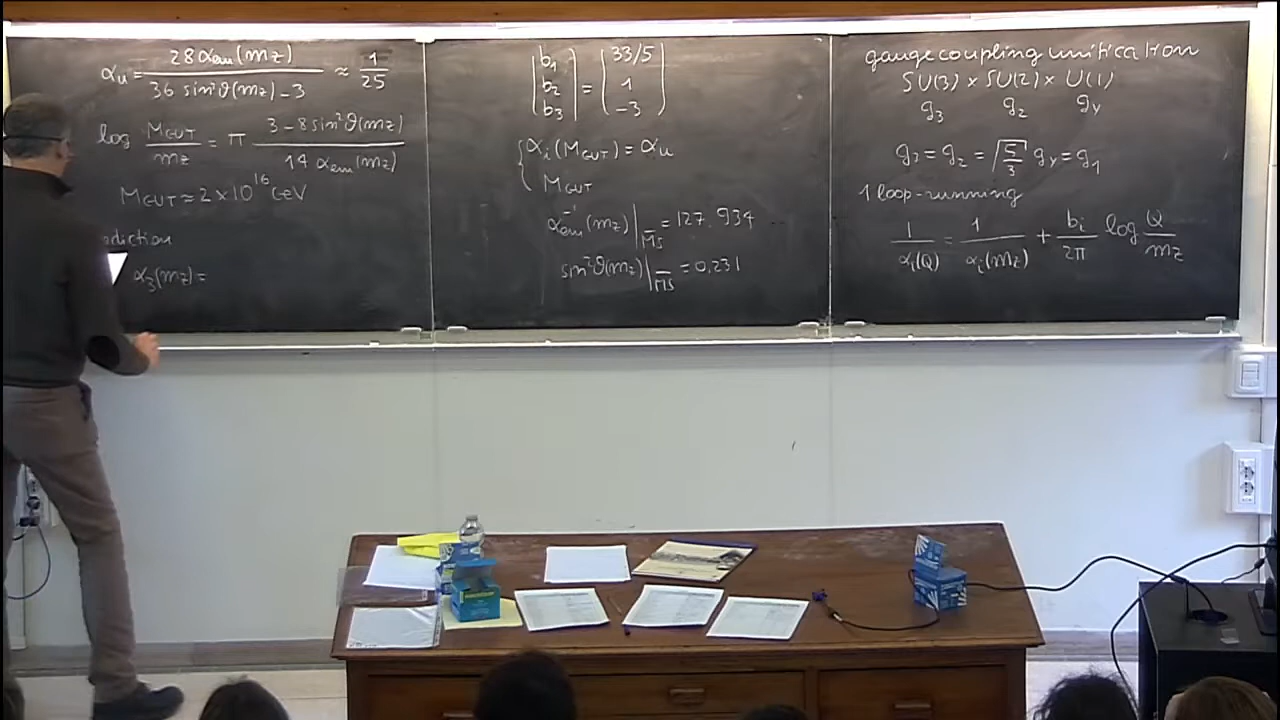 α_u = 28 α_em(m_Z) / 36 sin²θ(m_Z) - 3 ≈ 1/25
log M_GUT/m_Z = π 3 - 8 sin²θ(m_Z) / 14 α_em(m_Z)
M_GUT ≃ 2 × 10^16 GeV
ediction
α_3(m_Z) =
(b_1 b_2 b_3) = (33/5 1 -3)
{ α_i(M_GUT) = α_u
M_GUT
α_em^-1(m_Z)|_MS̄ = 127.934
sin²θ(m_Z)|_MS̄ = 0.231
gauge coupling unification
SU(3) × SU(2) × U(1)
g_3 g_2 g_Y
g_3 = g_2 = √5/3 g_Y = g_1
1 loop-running
1/α_i(Q) = 1/α_i(m_Z) + b_i/2π log Q/m_Z